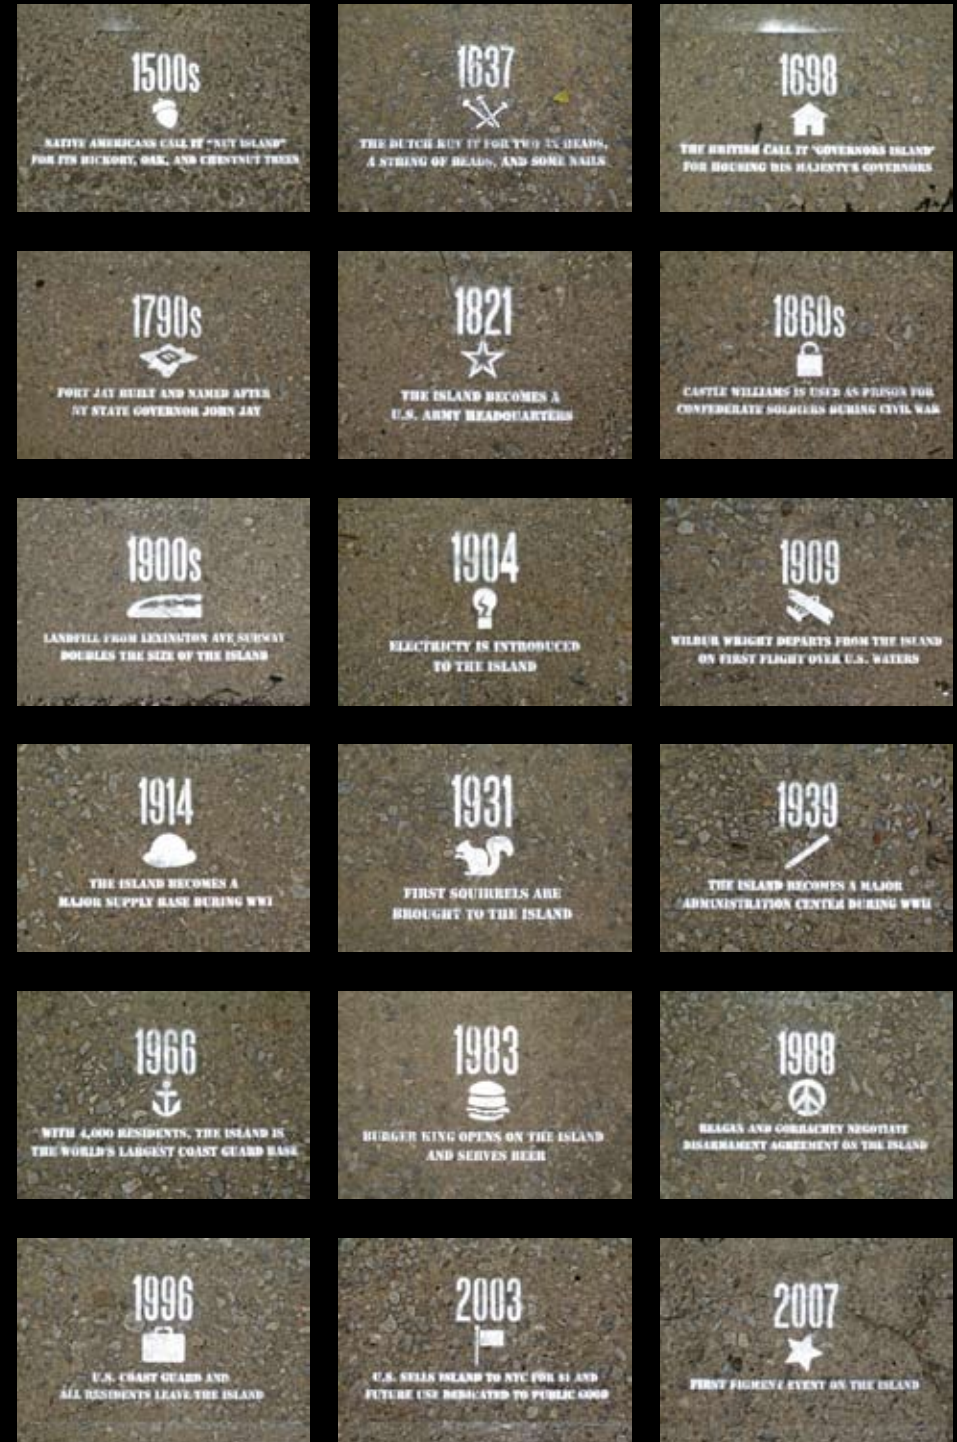 1500s
NATIVE AMERICANS CALL IT "NUT ISLAND"
FOR ITS HICKORY, OAK, AND CHESTNUT TREES
1637
THE DUTCH BUY IT FOR TWO AX HEADS,
A STRING OF BEADS, AND SOME NAILS
1698
THE BRITISH CALL IT "GOVERNORS ISLAND"
FOR HOUSING HIS MAJESTY'S GOVERNORS
1790s
FORT JAY BUILT AND NAMED AFTER
NY STATE GOVERNOR JOHN JAY
1821
THE ISLAND BECOMES A
U.S. ARMY HEADQUARTERS
1860s
CASTLE WILLIAMS IS USED AS PRISON FOR
CONFEDERATE SOLDIERS DURING CIVIL WAR
1900s
LANDFILL FROM LEXINGTON AVE SUBWAY
DOUBLES THE SIZE OF THE ISLAND
1904
ELECTRICTY IS INTRODUCED
TO THE ISLAND
1909
WILBUR WRIGHT DEPARTS FROM THE ISLAND
ON FIRST FLIGHT OVER U.S. WATERS
1914
THE ISLAND BECOMES A
MAJOR SUPPLY BASE DURING WWI
1931
FIRST SQUIRRELS ARE
BROUGHT TO THE ISLAND
1939
THE ISLAND BECOMES A MAJOR
ADMINISTRATION CENTER DURING WWII
1966
WITH 4,000 RESIDENTS, THE ISLAND IS
THE WORLD'S LARGEST COAST GUARD BASE
1983
BURGER KING OPENS ON THE ISLAND
AND SERVES BEER
1988
REAGAN AND GORBACHEV NEGOTIATE
DISARMAMENT AGREEMENT ON THE ISLAND
1996
U.S. COAST GUARD AND
ALL RESIDENTS LEAVE THE ISLAND
2003
U.S. SELLS ISLAND TO NYC FOR $1 AND
FUTURE USE DEDICATED TO PUBLIC GOOD
2007
FIRST FIGMENT EVENT ON THE ISLAND